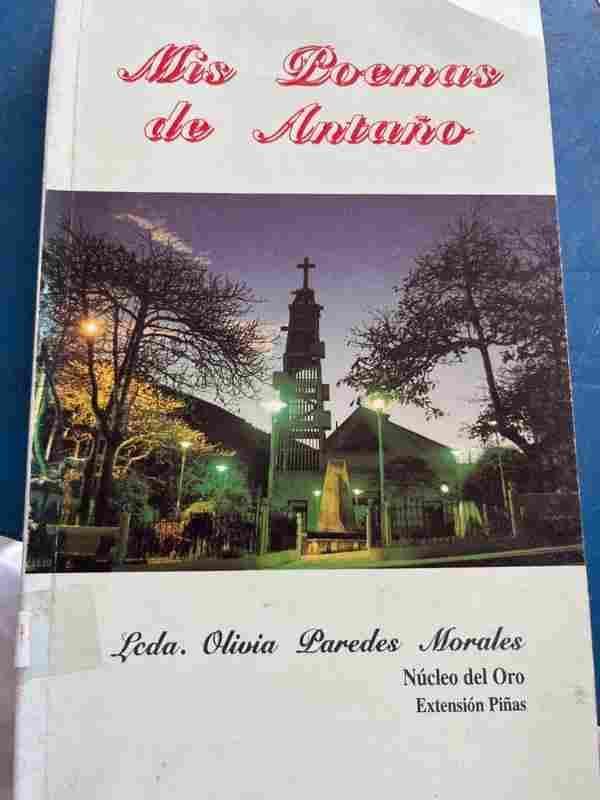 Mis Poemas
de Antaño
Lcda. Olivia Paredes Morales
Núcleo del Oro
Extensión Piñas